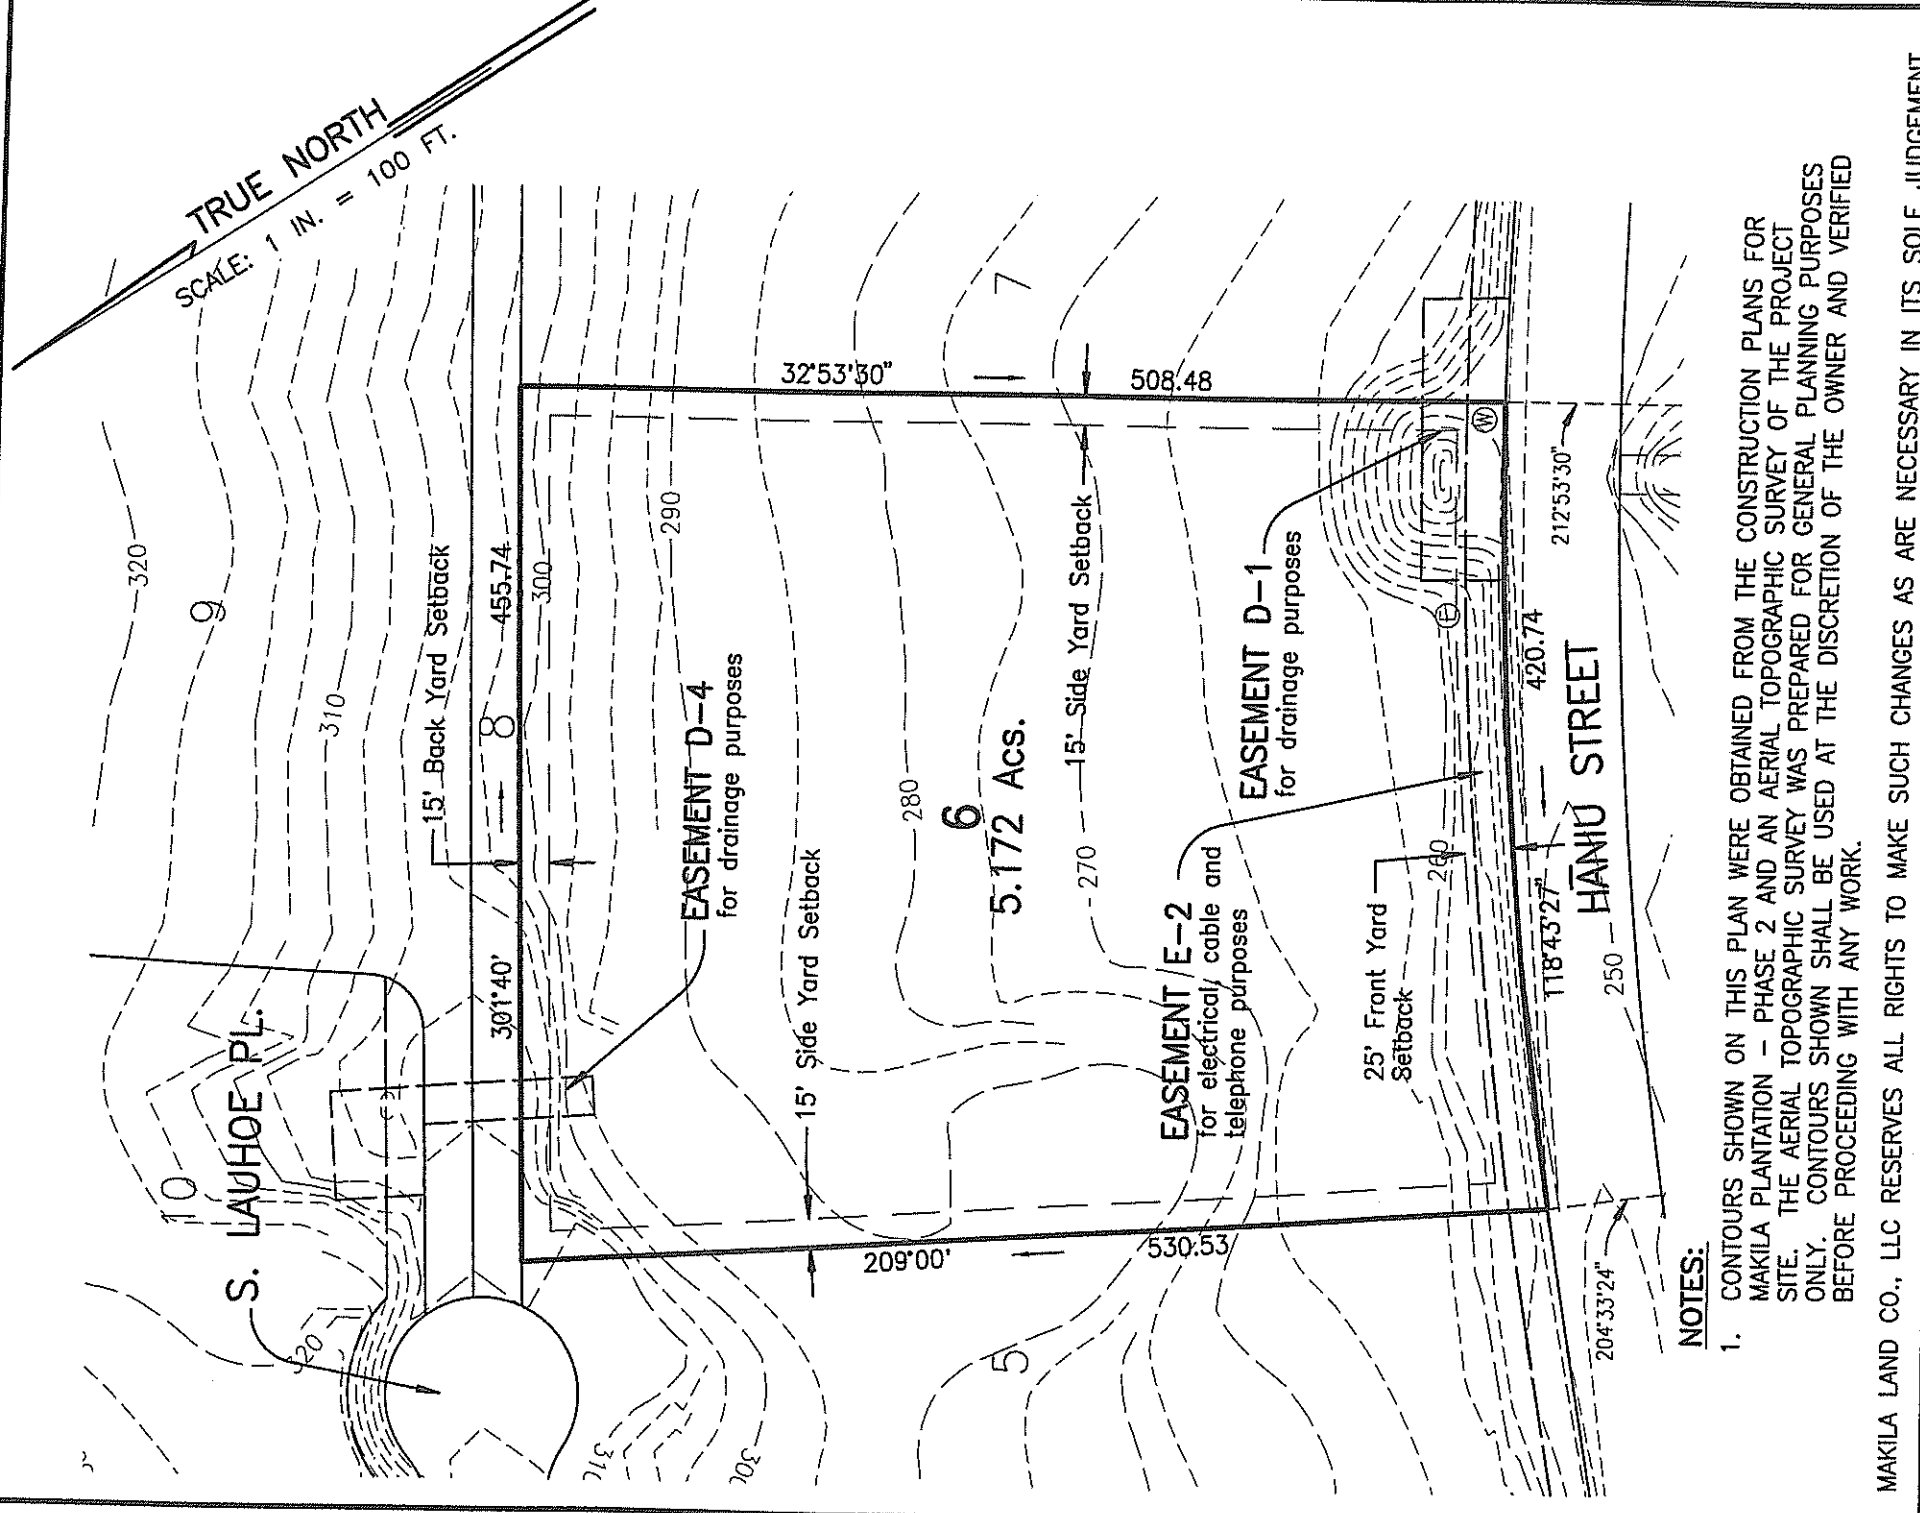 TRUE NORTH
SCALE: 1 IN. = 100 FT.
320
9
310
15' Back Yard Setback
8
301°40'
455.74
300
290
7
32°53'30"
508.48
10
S. LAUHOE PL.
320
EASEMENT D-4
for drainage purposes
15' Side Yard Setback
280
6
5.172 Acs.
270
15' Side Yard Setback
EASEMENT D-1
for drainage purposes
EASEMENT E-2
for electrical, cable and
telephone purposes
25' Front Yard
Setback
260
E
W
209°00'
530.53
5
310
300
118°43'27"
420.74
212°53'30"
204°33'24"
HĀNIU STREET
250
NOTES:
1. CONTOURS SHOWN ON THIS PLAN WERE OBTAINED FROM THE CONSTRUCTION PLANS FOR
MAKILA PLANTATION - PHASE 2 AND AN AERIAL TOPOGRAPHIC SURVEY OF THE PROJECT
SITE. THE AERIAL TOPOGRAPHIC SURVEY WAS PREPARED FOR GENERAL PLANNING PURPOSES
ONLY. CONTOURS SHOWN SHALL BE USED AT THE DISCRETION OF THE OWNER AND VERIFIED
BEFORE PROCEEDING WITH ANY WORK.
MAKILA LAND CO., LLC RESERVES ALL RIGHTS TO MAKE SUCH CHANGES AS ARE NECESSARY IN ITS SOLE JUDGEMENT